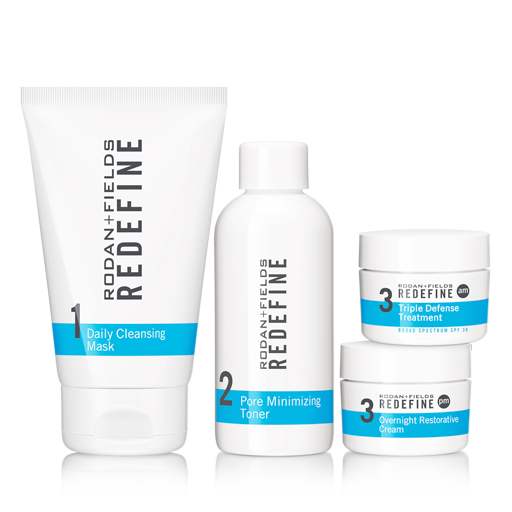 RODAN+FIELDS
REDEFINE
1
Daily Cleansing
Mask
RODAN+FIELDS
REDEFINE
2
Pore Minimizing
Toner
RODAN+FIELDS
3 REDEFINE am
Triple Defense
Treatment
BROAD SPECTRUM SPF 30
RODAN+FIELDS
3 REDEFINE pm
Overnight Restorative
Cream